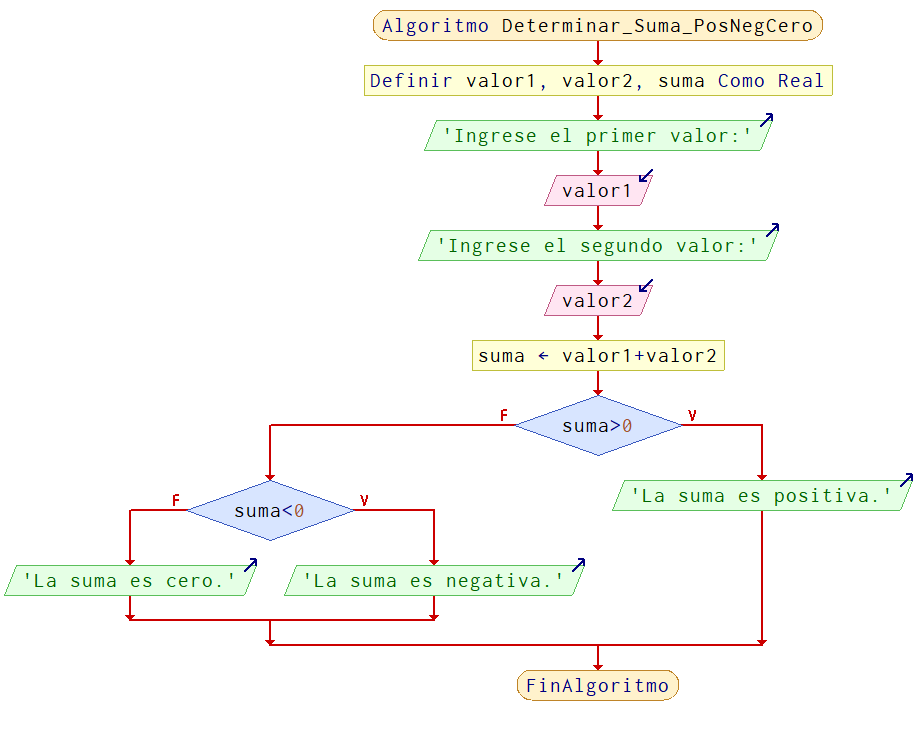 Algoritmo Determinar_Suma_PosNegCero
Definir valor1, valor2, suma Como Real
'Ingrese el primer valor:'
valor1
'Ingrese el segundo valor:'
valor2
suma ← valor1+valor2
suma>0
F
V
'La suma es positiva.'
suma<0
F
V
'La suma es cero.'
'La suma es negativa.'
FinAlgoritmo